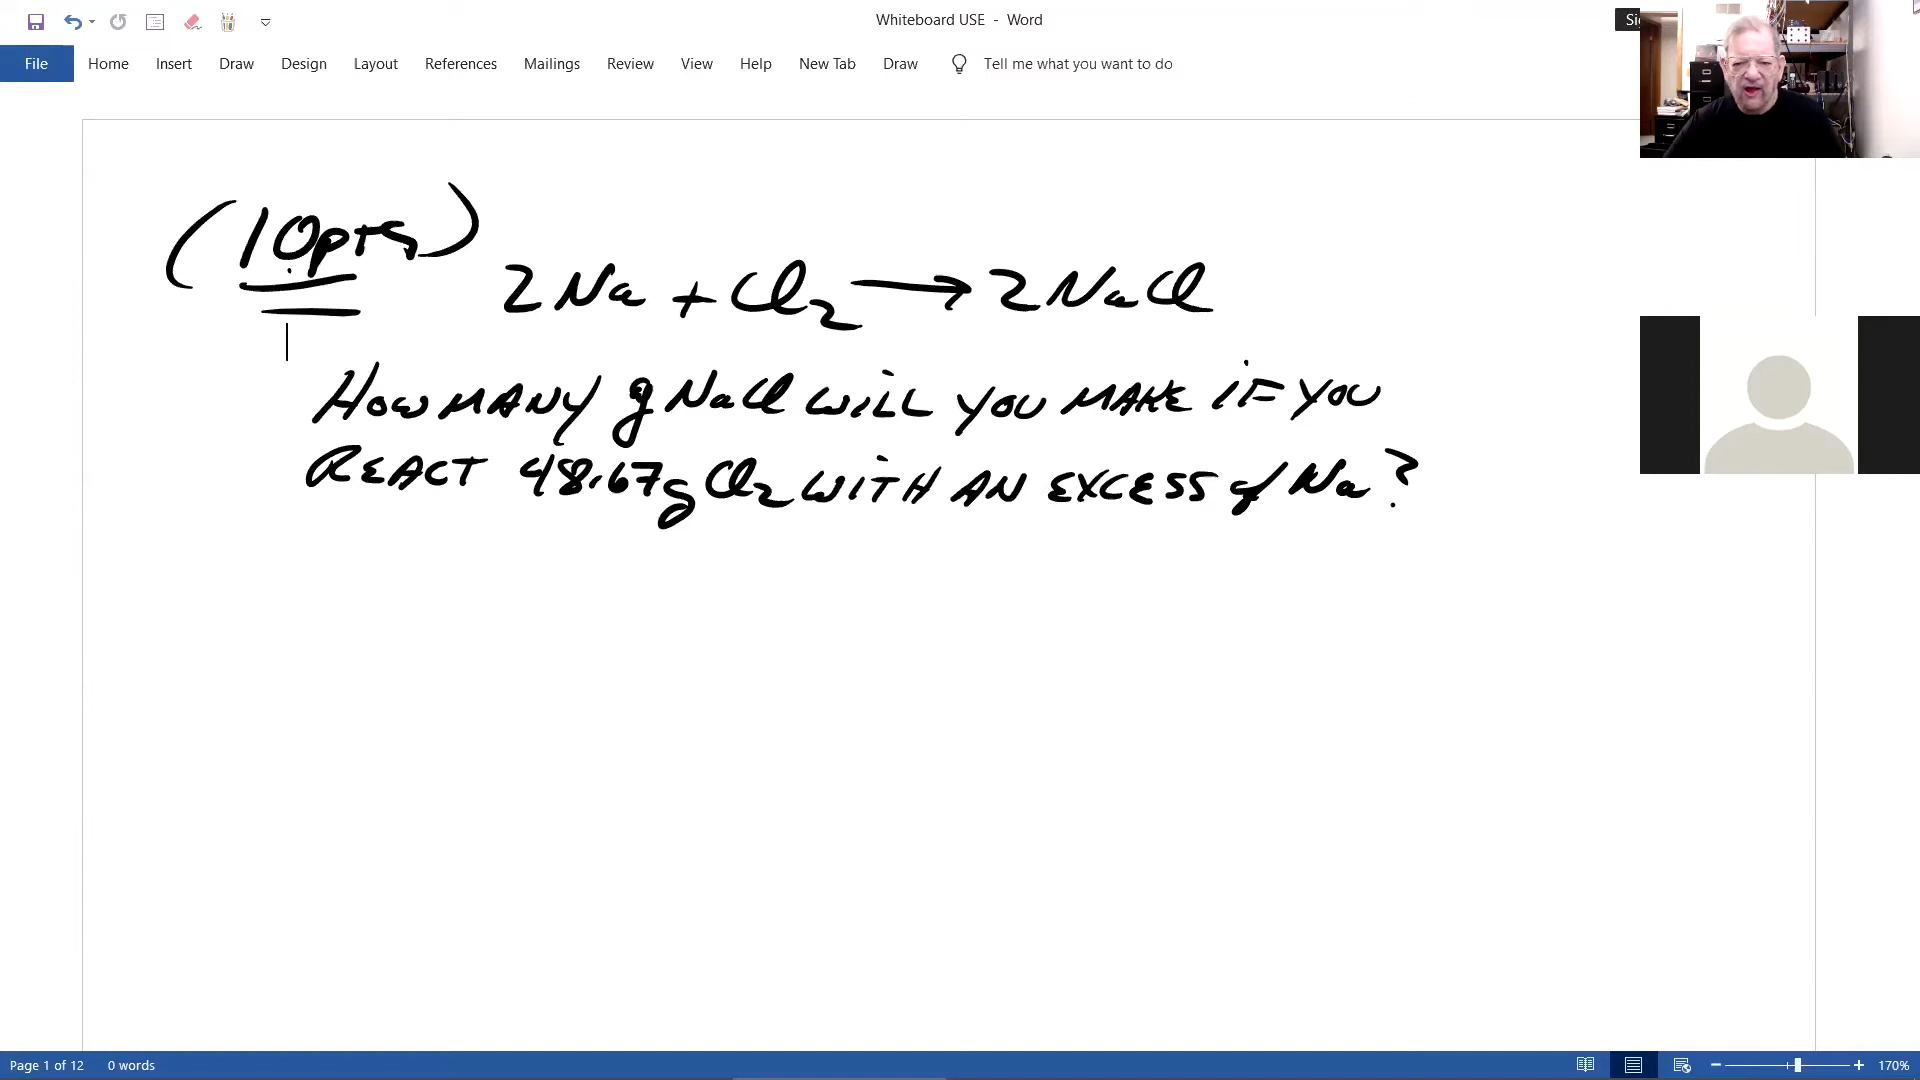 Whiteboard USE - Word
Si
File Home Insert Draw Design Layout References Mailings Review View Help New Tab Draw Tell me what you want to do
(10pts)
2Na + Cl2 → 2NaCl
HOW MANY g NaCl WILL YOU MAKE IF YOU
REACT 48.67g Cl2 WITH AN EXCESS of Na?
Page 1 of 12 0 words 170%